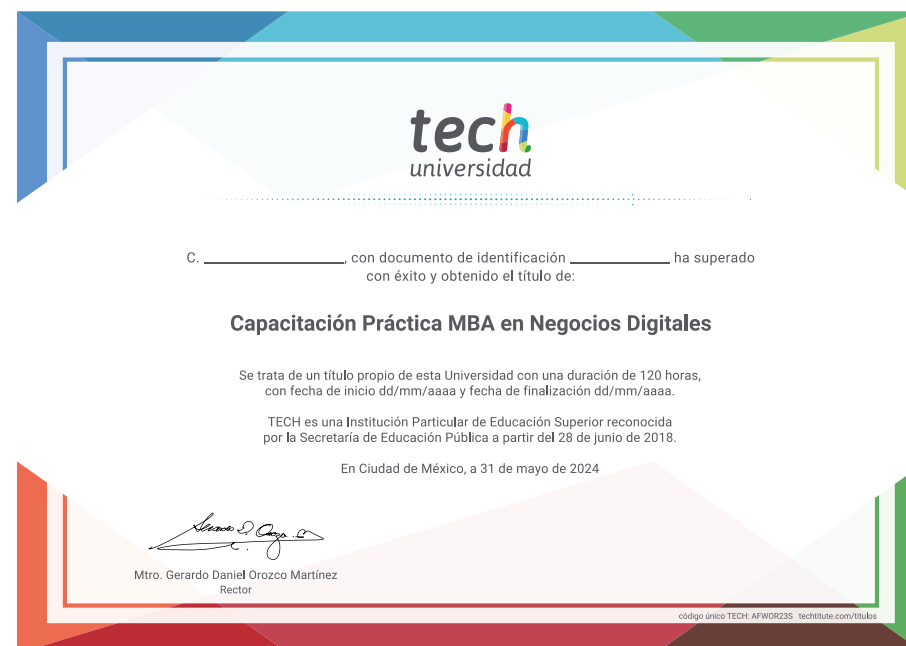 tech
universidad
C. ____________, con documento de identificación ____________ ha superado
con éxito y obtenido el título de:
Capacitación Práctica MBA en Negocios Digitales
Se trata de un título propio de esta Universidad con una duración de 120 horas,
con fecha de inicio dd/mm/aaaa y fecha de finalización dd/mm/aaaa.
TECH es una Institución Particular de Educación Superior reconocida
por la Secretaría de Educación Pública a partir del 28 de junio de 2018.
En Ciudad de México, a 31 de mayo de 2024
Mtro. Gerardo Daniel Orozco Martínez
Rector
código único TECH: AFWOR23S techtitute.com/titulos